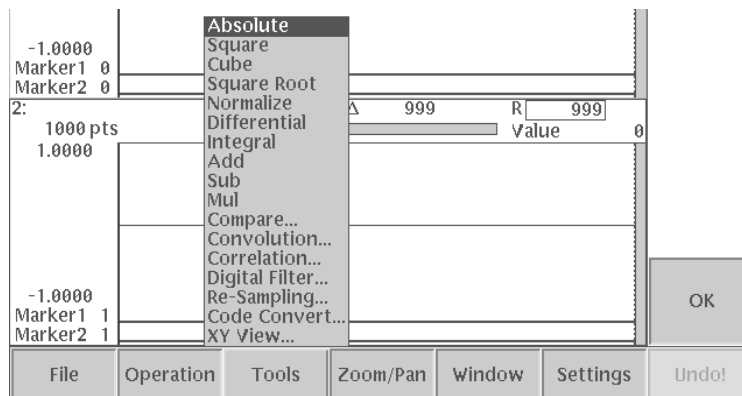 Absolute
Square
Cube
Square Root
Normalize
Differential
Integral
Add
Sub
Mul
Compare...
Convolution...
Correlation...
Digital Filter...
Re-Sampling...
Code Convert...
XY View...
-1.0000
Marker1 0
Marker2 0
2:
Δ 999 R 999
1000 pts
Value 0
1.0000
-1.0000
Marker1 1
Marker2 1
OK
File Operation Tools Zoom/Pan Window Settings Undo!